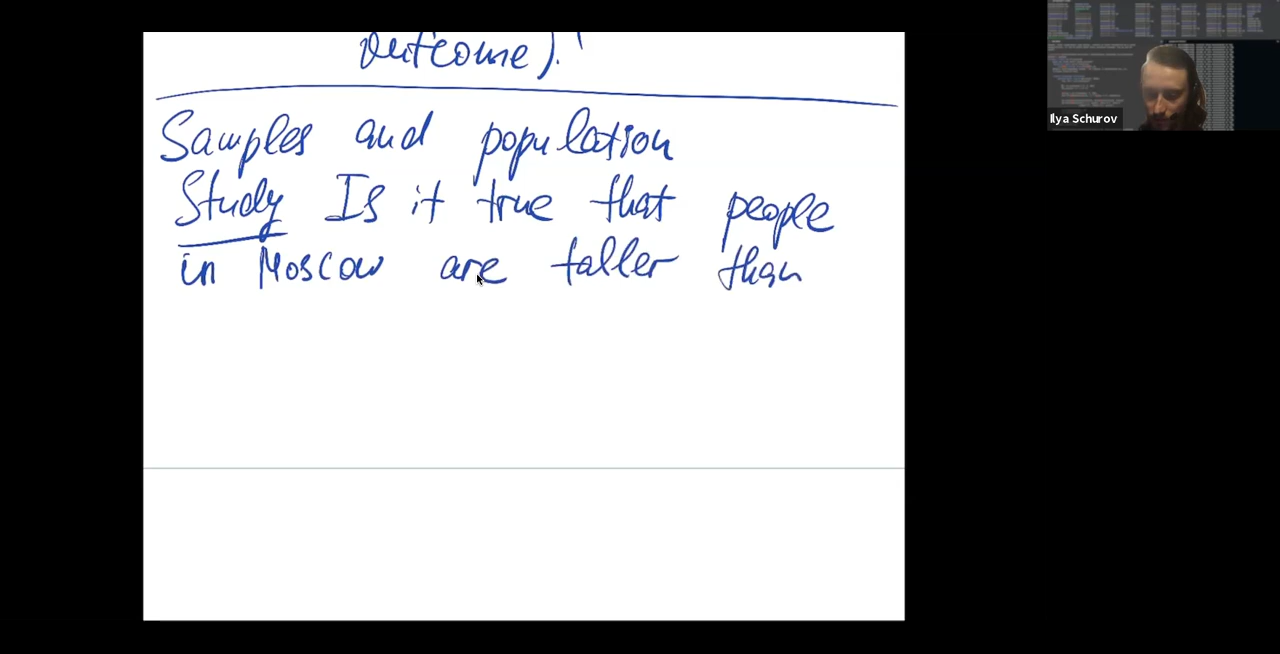 outcome).
Samples and population
Study Is it true that people
in Moscow are taller than
Ilya Schurov